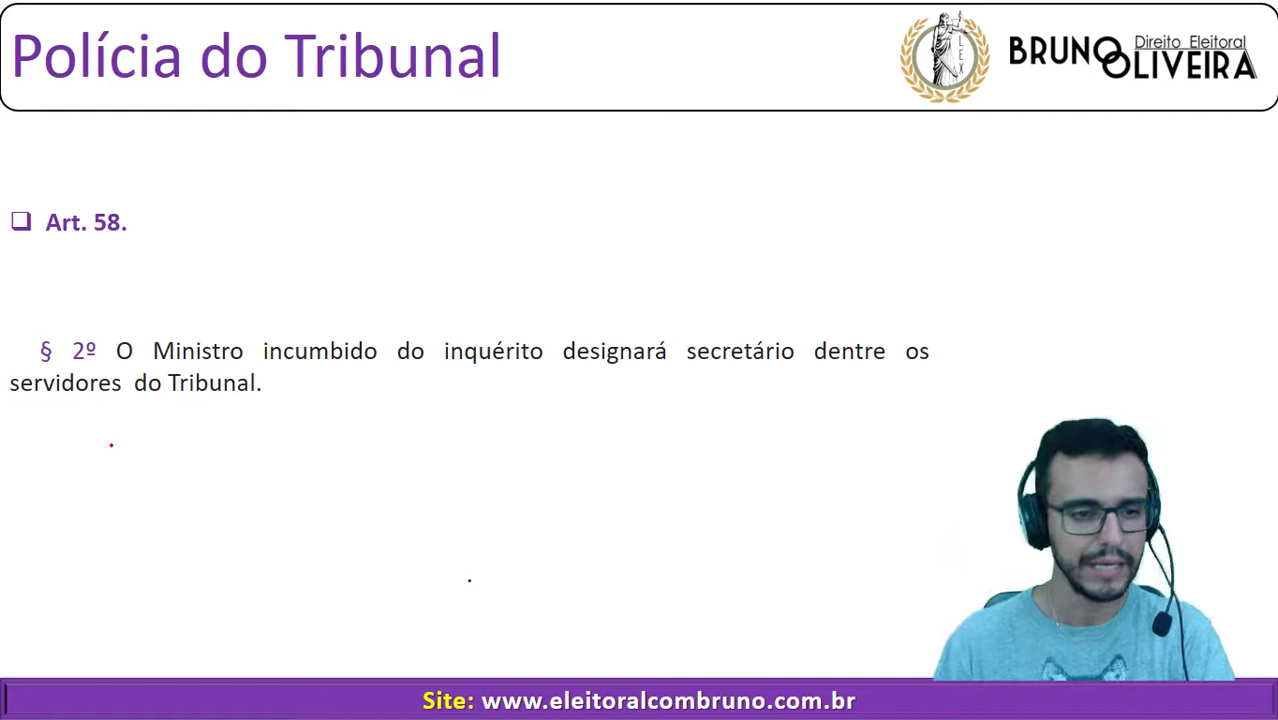 Polícia do Tribunal
LEX
BRUNO
Direito Eleitoral
OLIVEIRA
Art. 58.
§ 2º O Ministro incumbido do inquérito designará secretário dentre os
servidores do Tribunal.
Site: www.eleitoralcombruno.com.br